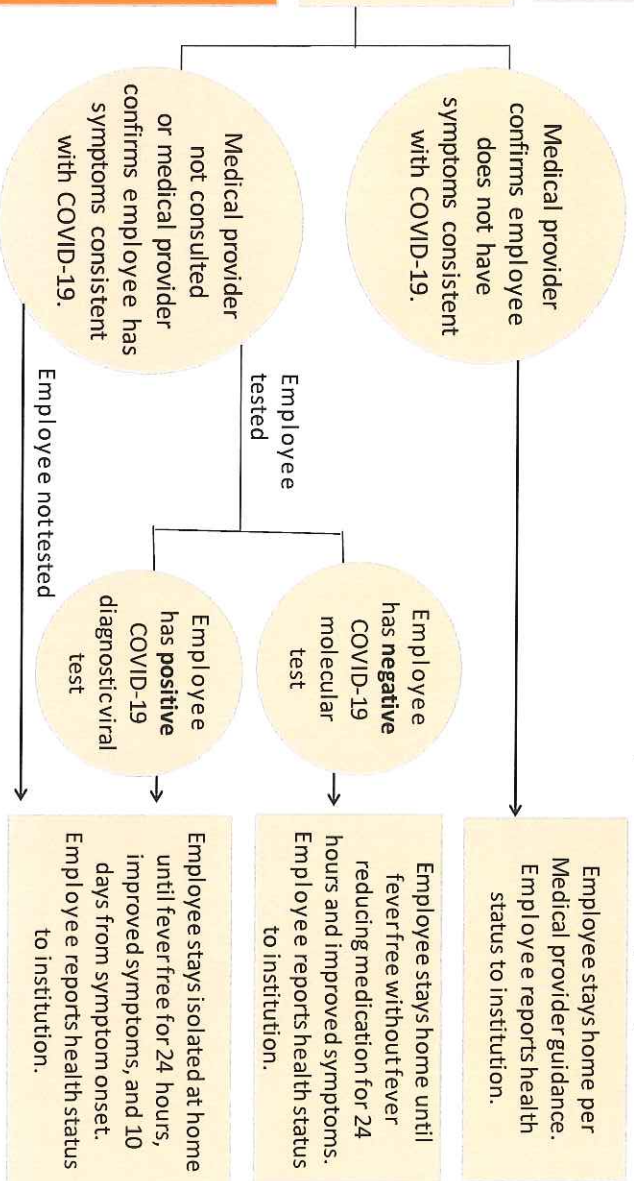 Medical provider
confirms employee
does not have
symptoms consistent
with COVID-19.
Employee stays home per
Medical provider guidance.
Employee reports health
status to institution.
Medical provider
not consulted
or medical provider
confirms employee has
symptoms consistent
with COVID-19.
Employee
tested
Employee
has negative
COVID-19
molecular
test
Employee stays home until
fever free without fever
reducing medication for 24
hours and improved symptoms.
Employee reports health status
to institution.
Employee
has positive
COVID-19
diagnostic viral
test
Employee not tested
Employee stays isolated at home
until fever free for 24 hours,
improved symptoms, and 10
days from symptom onset.
Employee reports health status
to institution.